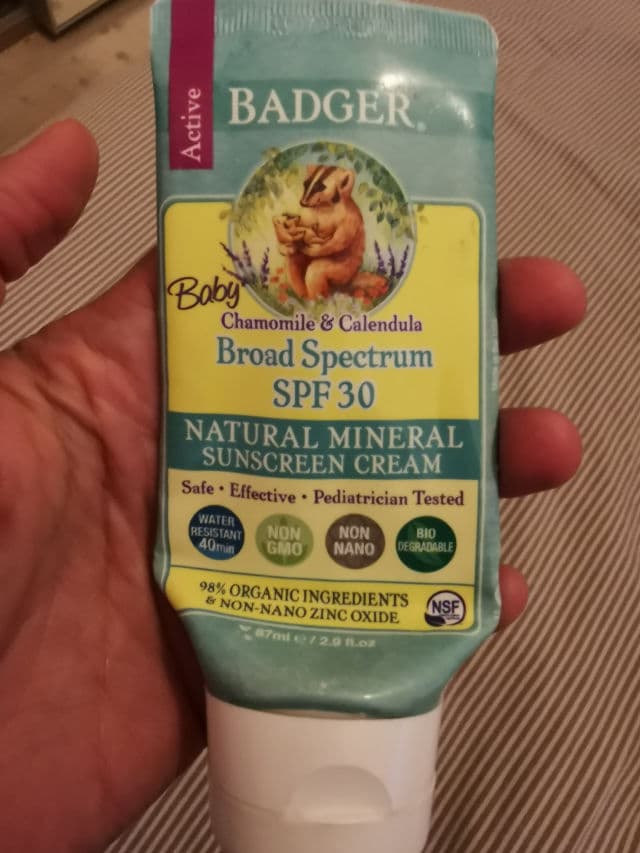 Active
BADGER®
Baby
Chamomile & Calendula
Broad Spectrum
SPF 30
NATURAL MINERAL
SUNSCREEN CREAM
Safe • Effective • Pediatrician Tested
WATER
RESISTANT
40min
NON
GMO
NON
NANO
BIO
DEGRADABLE
98% ORGANIC INGREDIENTS
& NON-NANO ZINC OXIDE
NSF
87ml e / 2.9 fl.oz